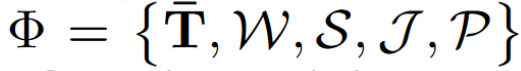 Φ = {T̄, 𝒲, 𝒮, 𝒥, 𝒫}